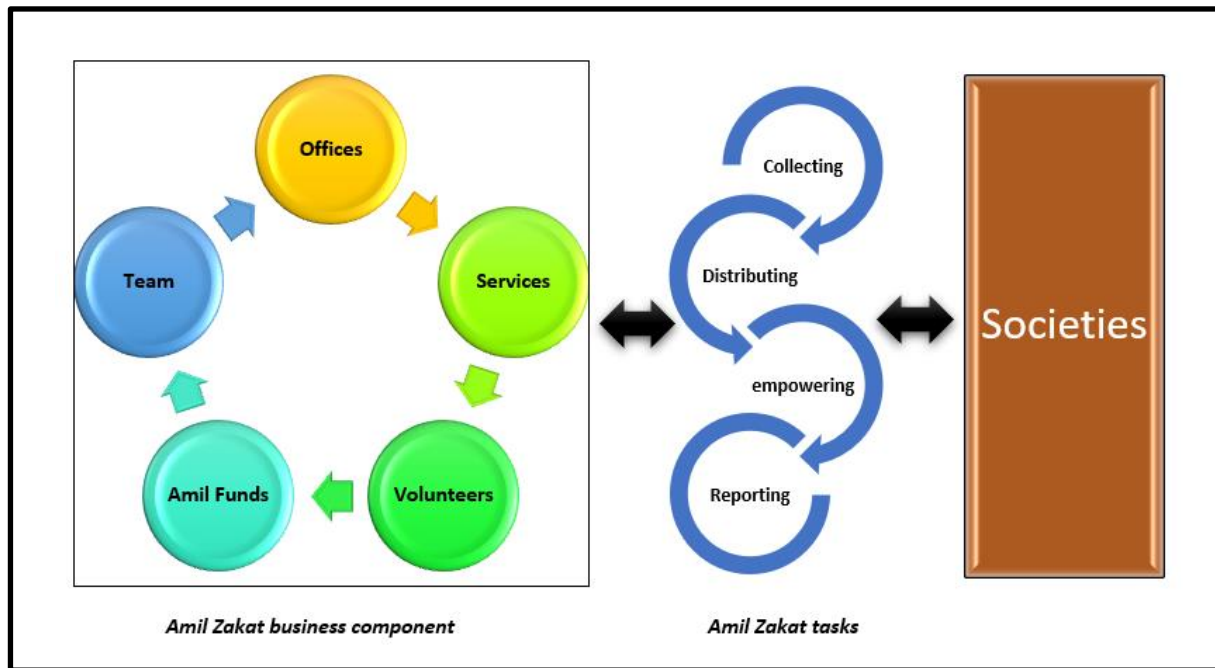 Offices
Team
Services
Amil Funds
Volunteers
Amil Zakat business component
Collecting
Distributing
empowering
Reporting
Amil Zakat tasks
Societies